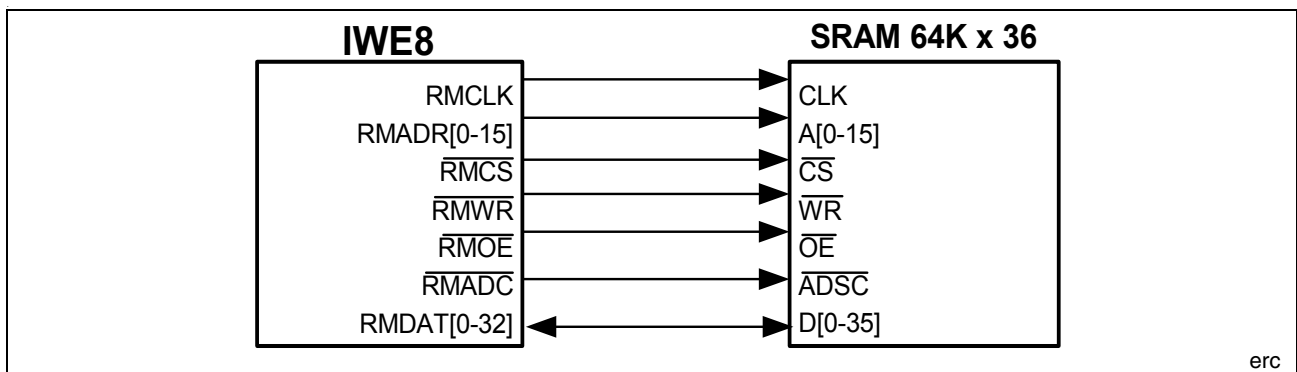 IWE8
SRAM 64K x 36
RMCLK
RMADR[0-15]
RMCS
RMWR
RMOE
RMADC
RMDAT[0-32]
CLK
A[0-15]
CS
WR
OE
ADSC
D[0-35]
erc